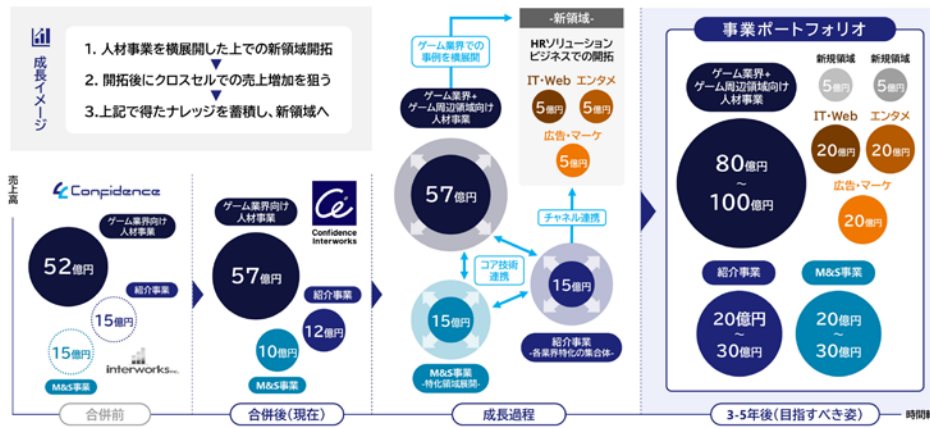 成長イメージ
1. 人材事業を横展開した上での新領域開拓
2. 開拓後にクロスセルでの売上増加を狙う
3.上記で得たナレッジを蓄積し、新領域へ
売上高
Confidence
ゲーム業界向け
人材事業
52億円
紹介事業
15億円
15億円
interworks inc.
M&S事業
合併前
ゲーム業界向け
人材事業
Confidence
Interworks
57億円
紹介事業
12億円
10億円
M&S事業
合併後(現在)
ゲーム業界での
事例を横展開
ゲーム業界+
ゲーム周辺領域向け
人材事業
57億円
-新領域-
HRソリューション
ビジネスでの開拓
IT・Web
エンタメ
5億円
5億円
広告・マーケ
5億円
チャネル連携
コア技術
連携
15億円
15億円
紹介事業
-各業界特化の集合体-
M&S事業
-特化領域展開-
成長過程
事業ポートフォリオ
ゲーム業界+
ゲーム周辺領域向け
人材事業
80億円
~
100億円
新規領域
新規領域
5億円
5億円
IT・Web
エンタメ
20億円
20億円
広告・マーケ
20億円
紹介事業
M&S事業
20億円
~
30億円
20億円
~
30億円
3-5年後(目指すべき姿)
時間軸